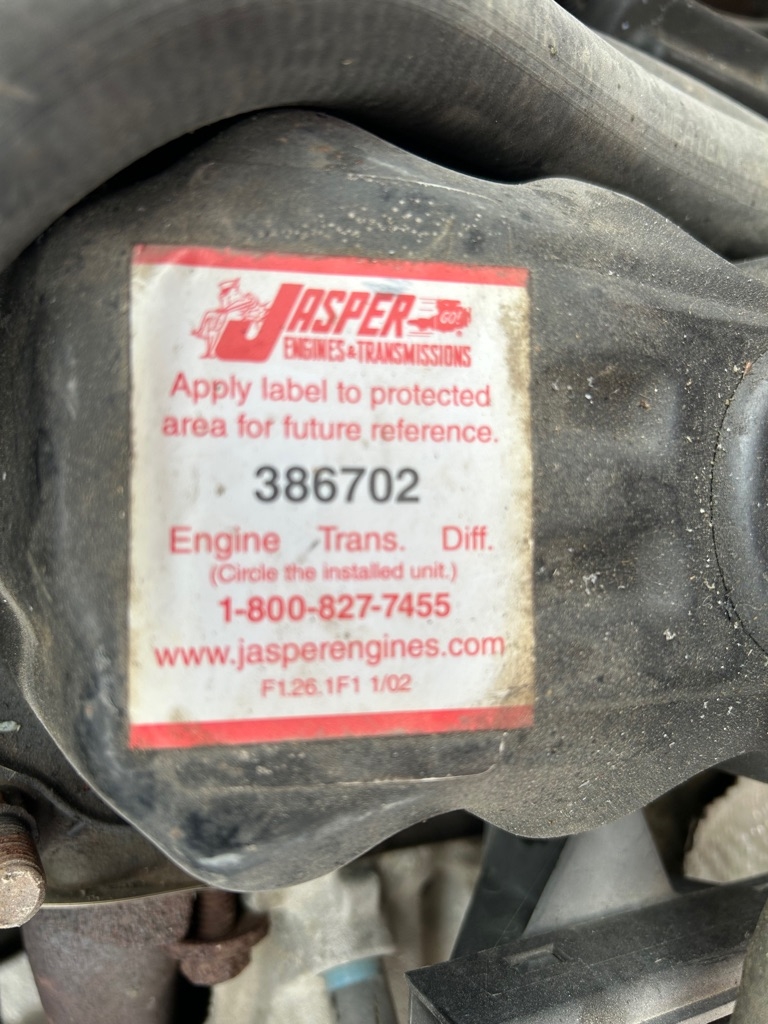 JASPER GO!
ENGINES & TRANSMISSIONS
Apply label to protected
area for future reference.
386702
Engine Trans. Diff.
(Circle the installed unit.)
1-800-827-7455
www.jasperengines.com
F1.26.1F1 1/02